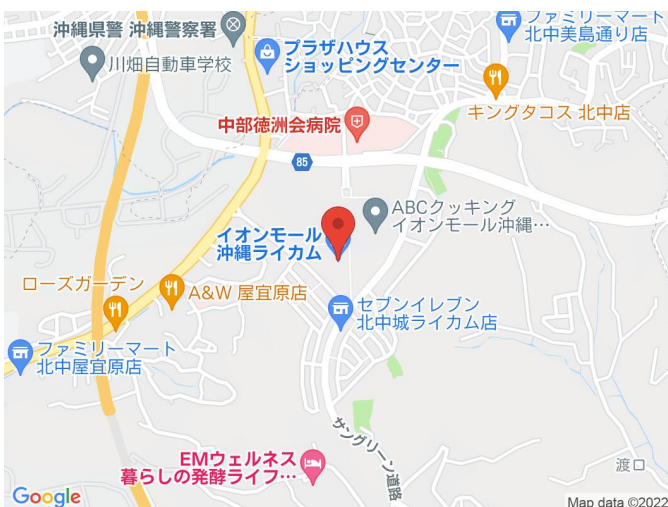 沖縄県警 沖縄警察署
川畑自動車学校
プラザハウス
ショッピングセンター
ファミリーマート
北中美島通り店
キングタコス 北中店
中部徳洲会病院
85
ABCクッキング
イオンモール沖縄…
イオンモール
沖縄ライカム
ローズガーデン
A&W 屋宜原店
セブンイレブン
北中城ライカム店
ファミリーマート
北中屋宜原店
サングリーン道路
EMウェルネス
暮らしの発酵ライフ…
渡口
Google
Map data ©2022